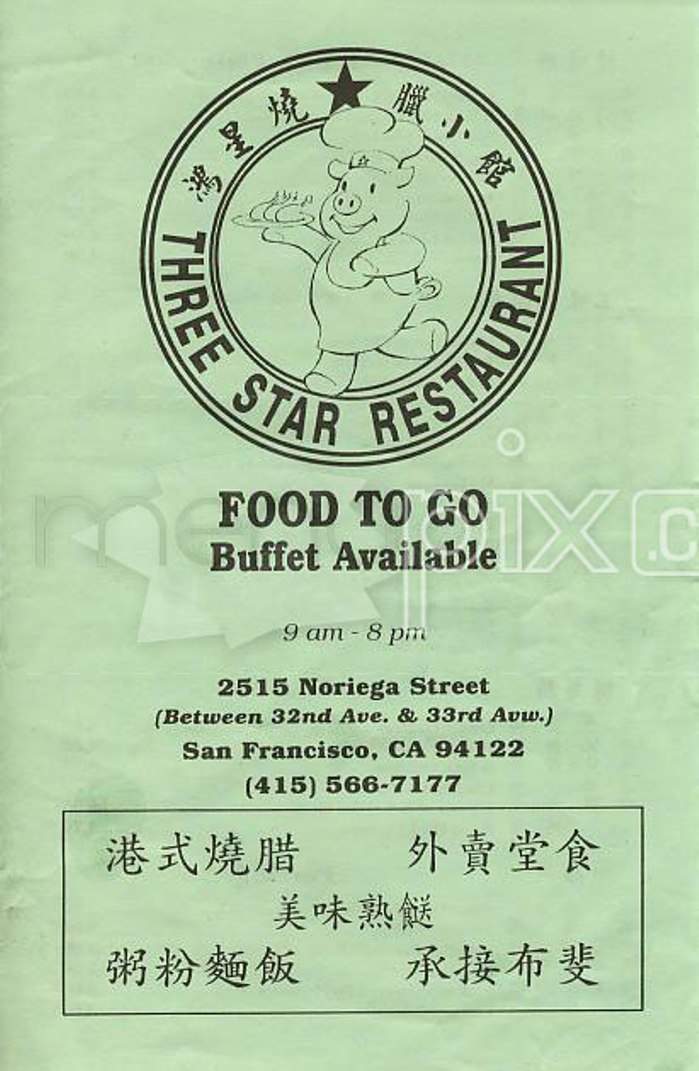 鴻星燒臘小館
THREE STAR RESTAURANT
FOOD TO GO
Buffet Available
menupix.c
9 am - 8 pm
2515 Noriega Street
(Between 32nd Ave. & 33rd Avw.)
San Francisco, CA 94122
(415) 566-7177
港式燒腊 外賣堂食
美味熟餸
粥粉麵飯 承接布斐